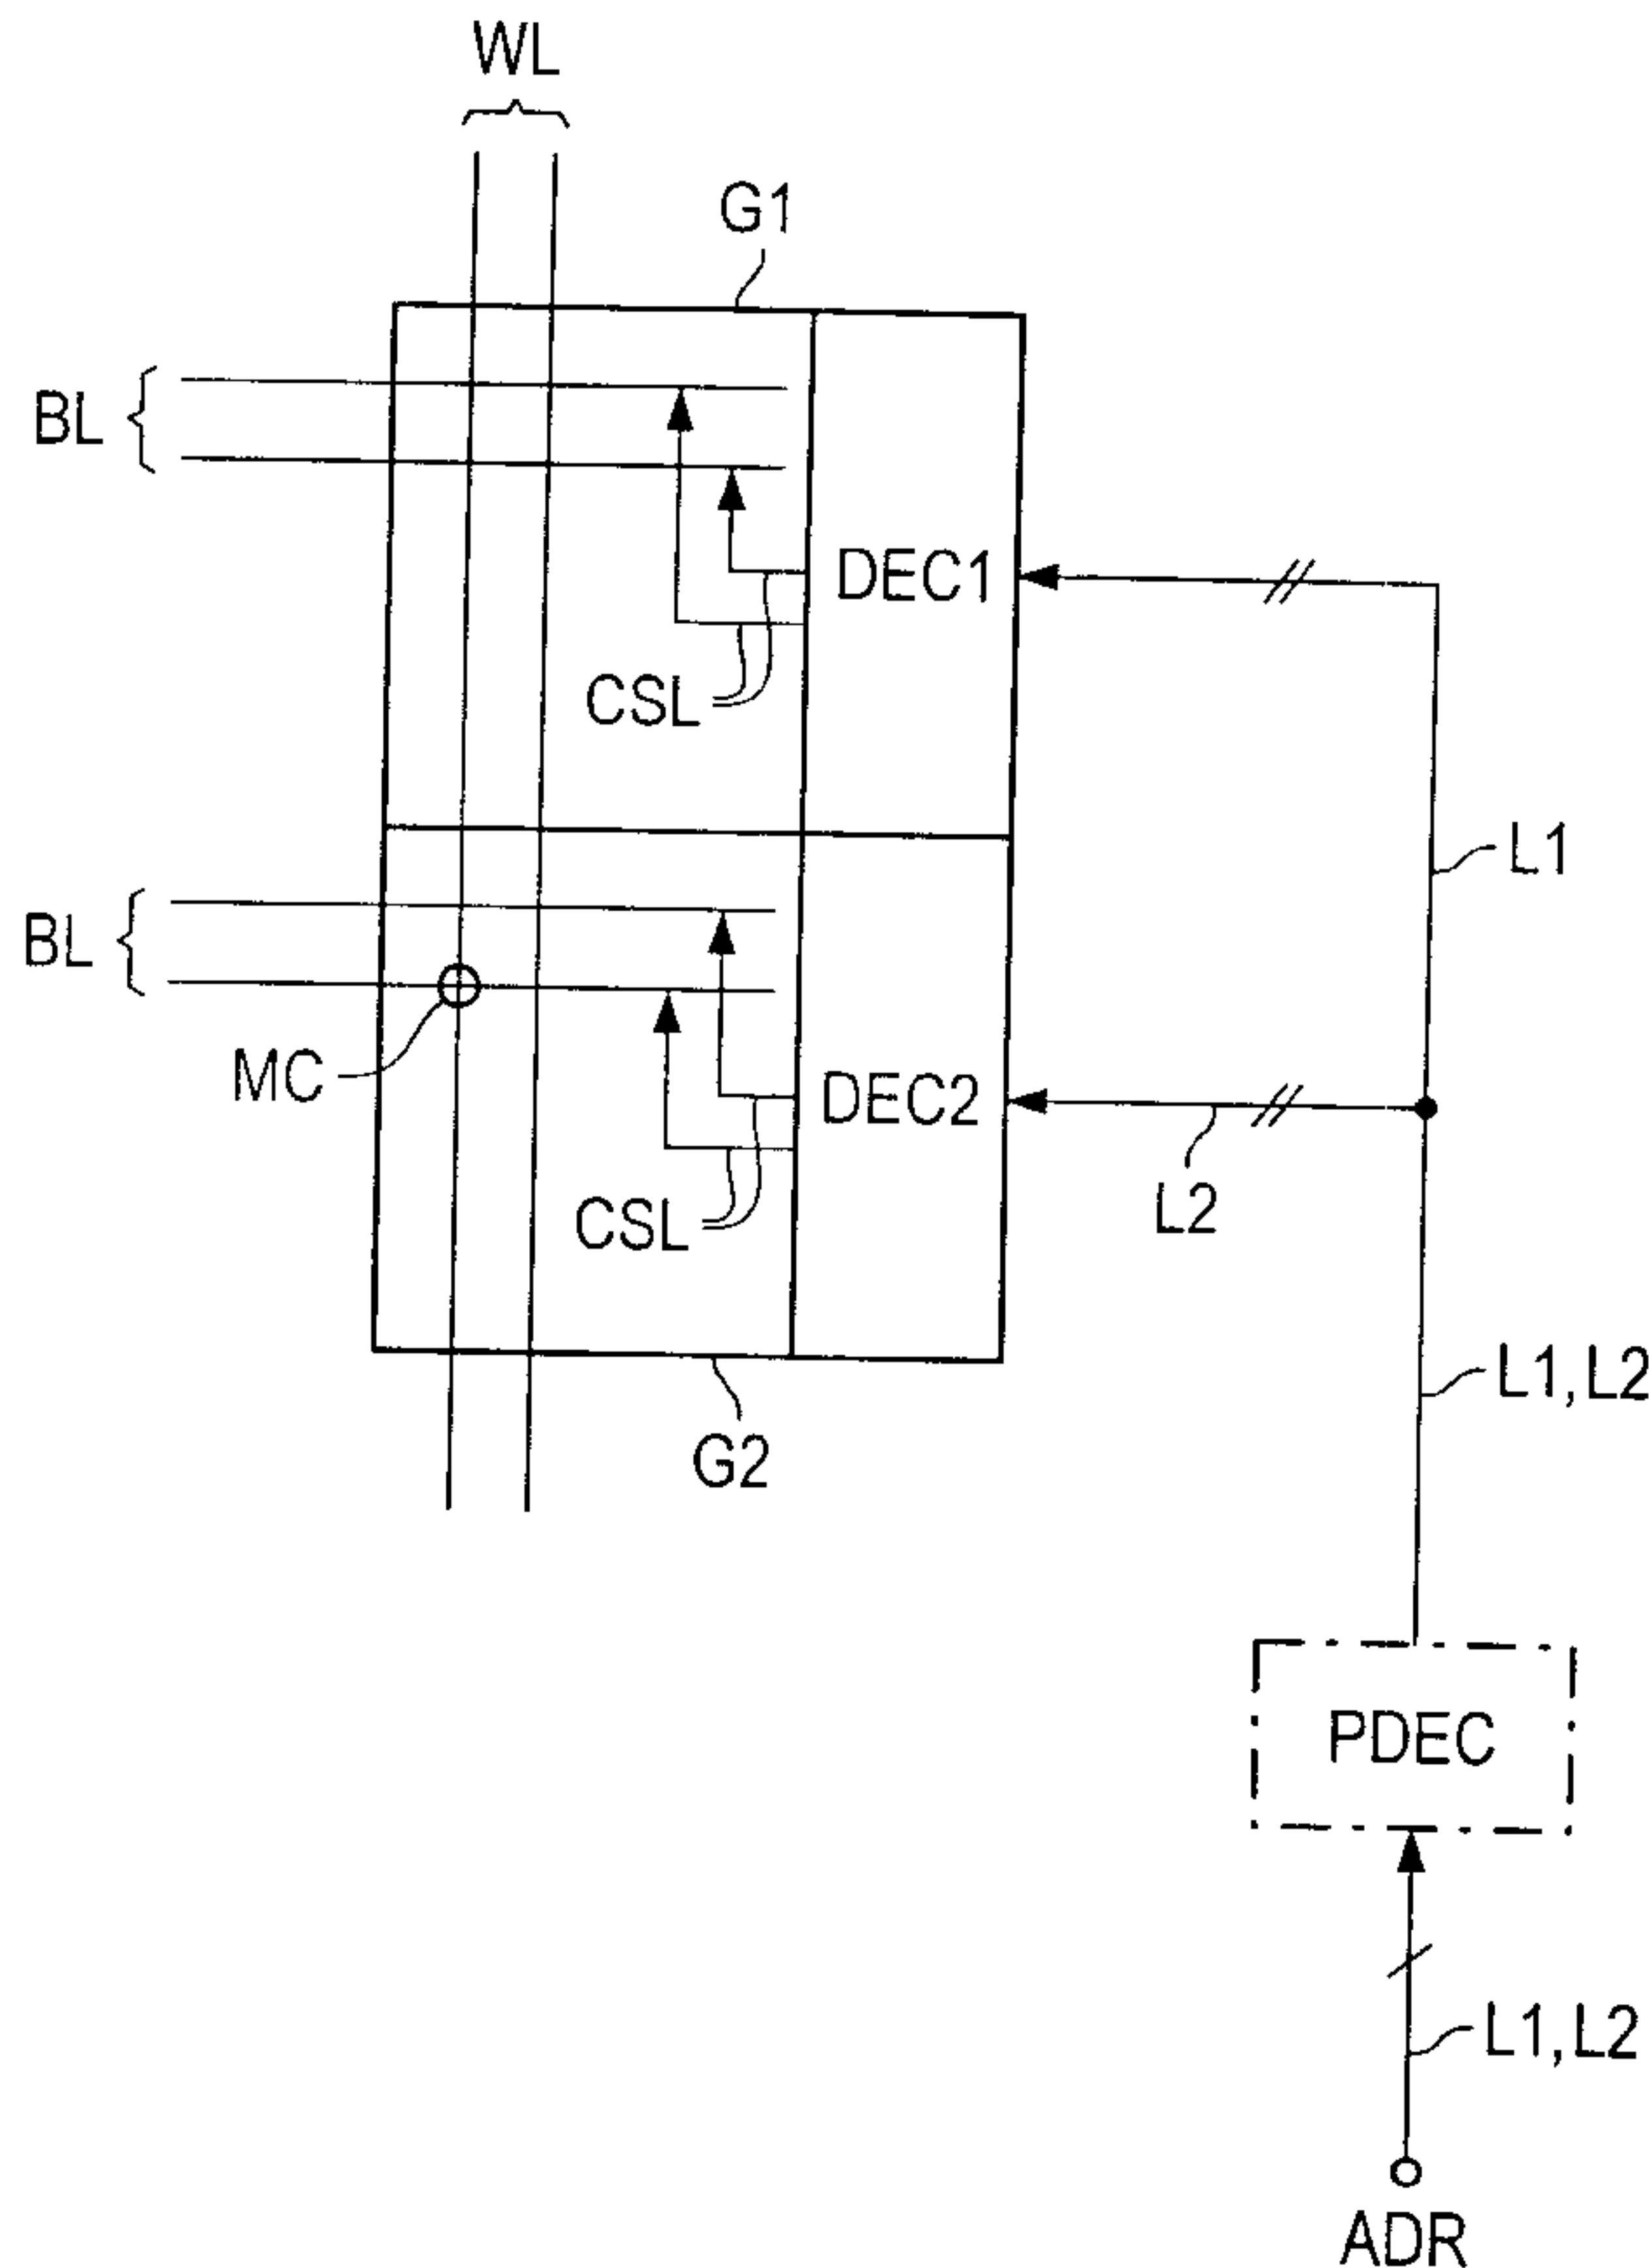 WL
G1
BL
DEC1
CSL
L1
BL
MC
DEC2
L2
CSL
L1,L2
G2
PDEC
L1,L2
ADR